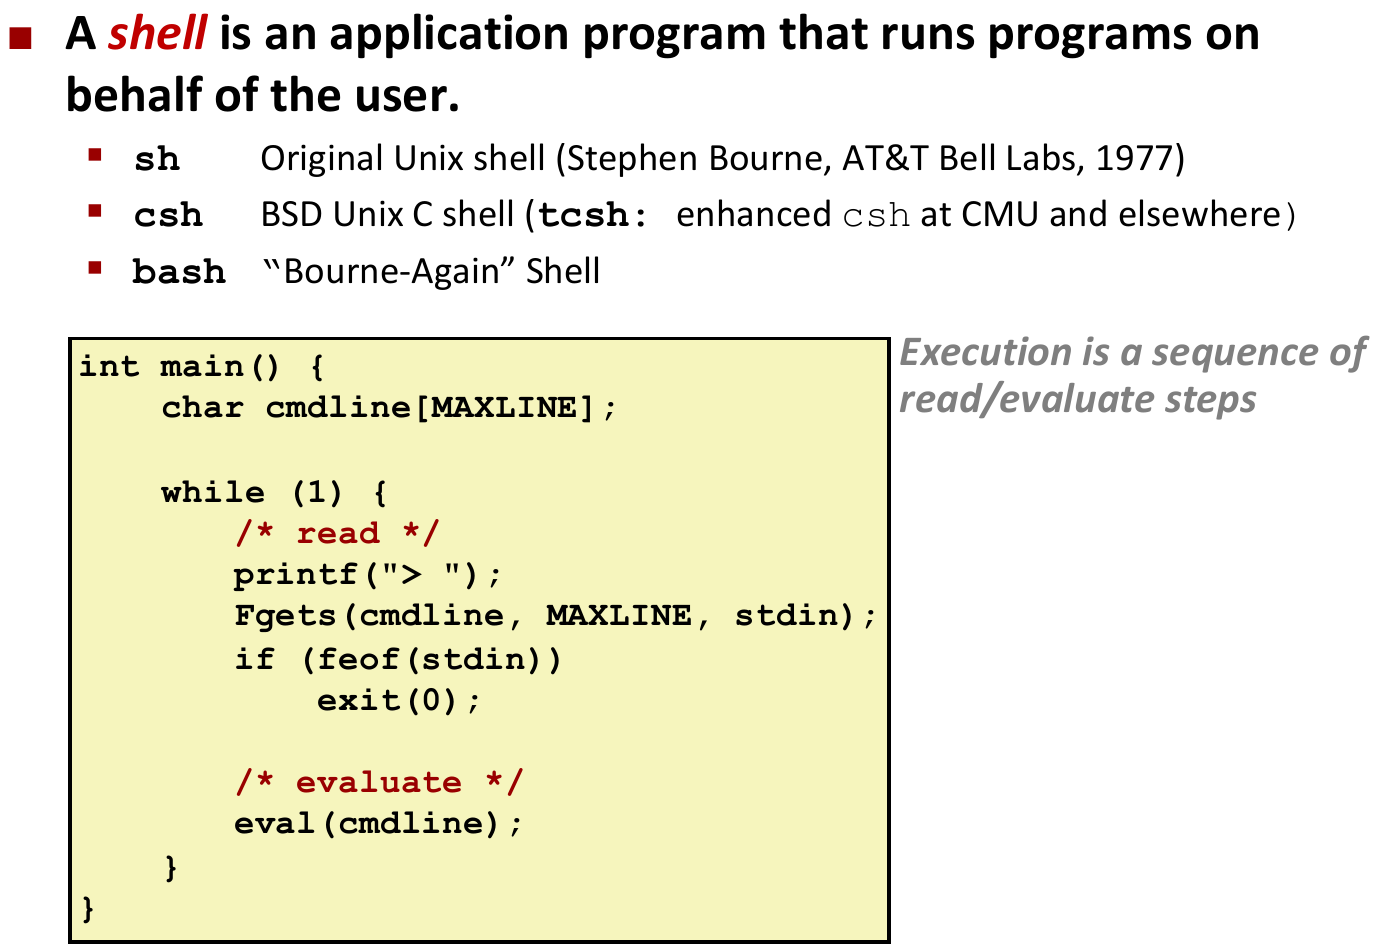 A shell is an application program that runs programs on
behalf of the user.
sh Original Unix shell (Stephen Bourne, AT&T Bell Labs, 1977)
csh BSD Unix C shell (tcsh: enhanced csh at CMU and elsewhere)
bash “Bourne-Again” Shell
Execution is a sequence of
read/evaluate steps
int main() {
    char cmdline[MAXLINE];
    while (1) {
        /* read */
        printf("> ");
        Fgets(cmdline, MAXLINE, stdin);
        if (feof(stdin))
            exit(0);
        /* evaluate */
        eval(cmdline);
    }
}